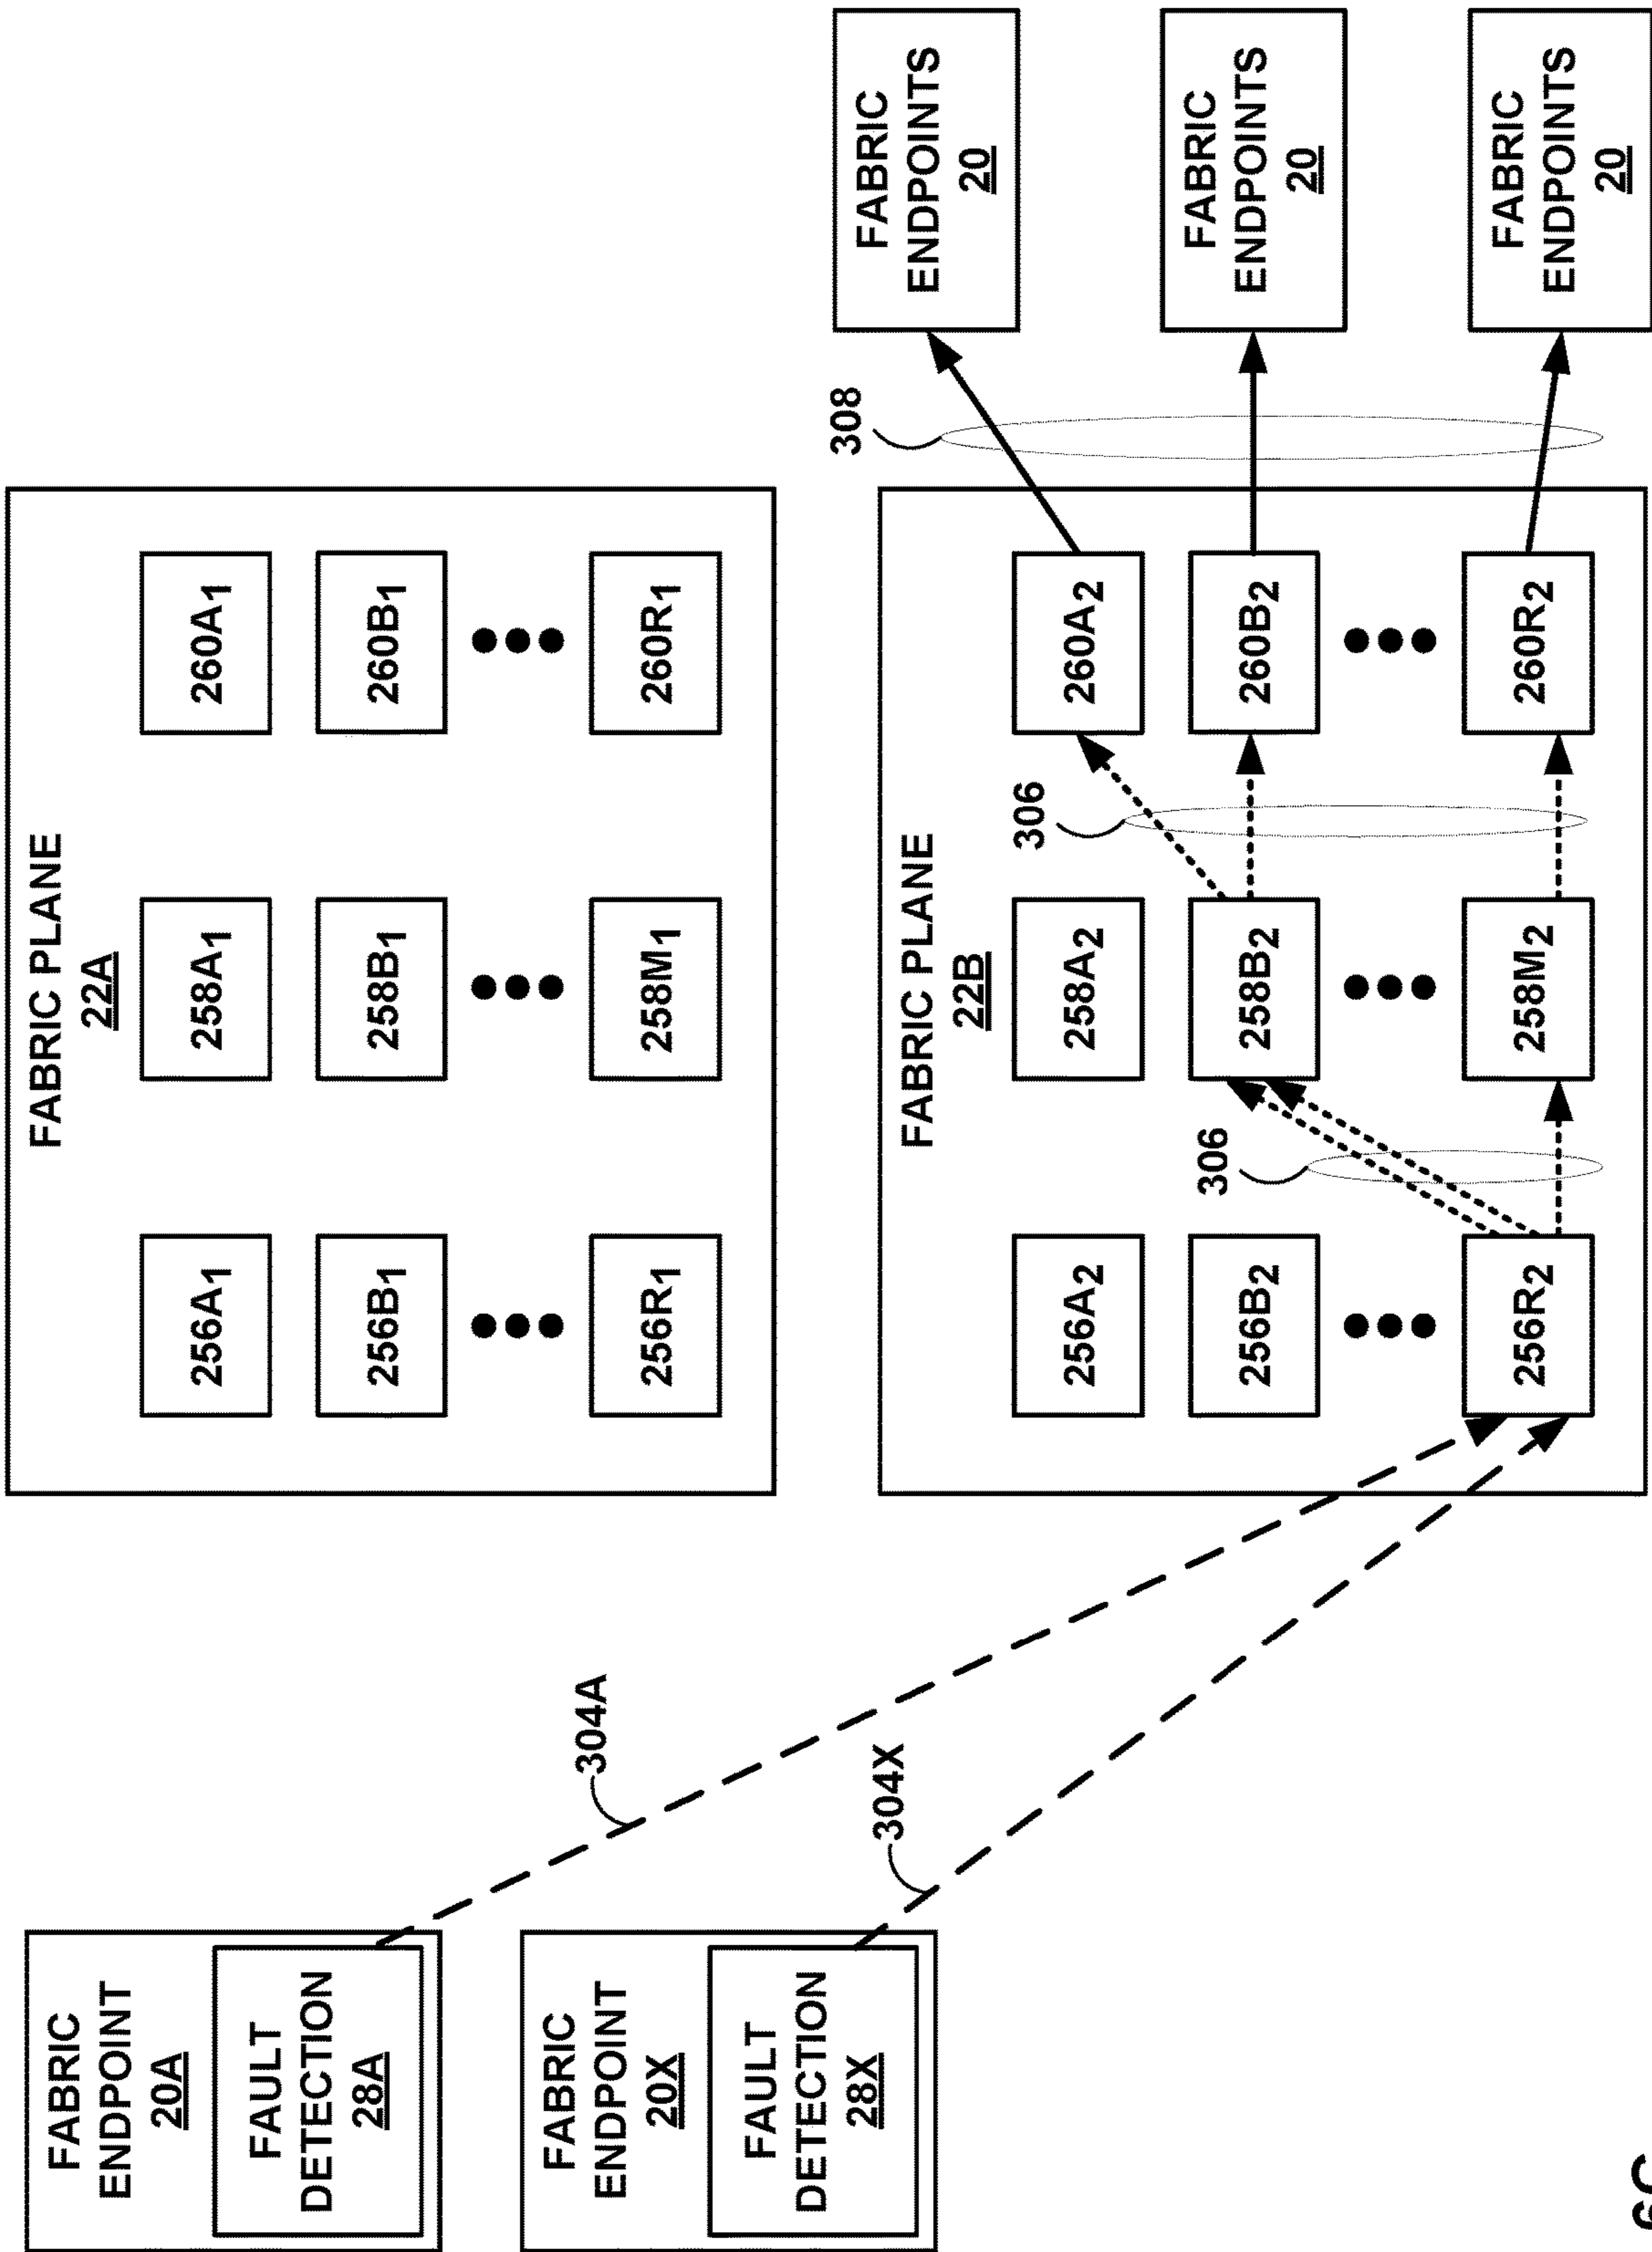 FABRIC
ENDPOINT
20A
FAULT
DETECTION
28A
FABRIC
ENDPOINT
20X
FAULT
DETECTION
28X
304A
304X
FABRIC PLANE
22A
256A1 258A1 260A1
256B1 258B1 260B1
256R1 258M1 260R1
FABRIC PLANE
22B
256A2 258A2 260A2
256B2 258B2 260B2
256R2 258M2 260R2
306
306
308
FABRIC
ENDPOINTS
20
FABRIC
ENDPOINTS
20
FABRIC
ENDPOINTS
20